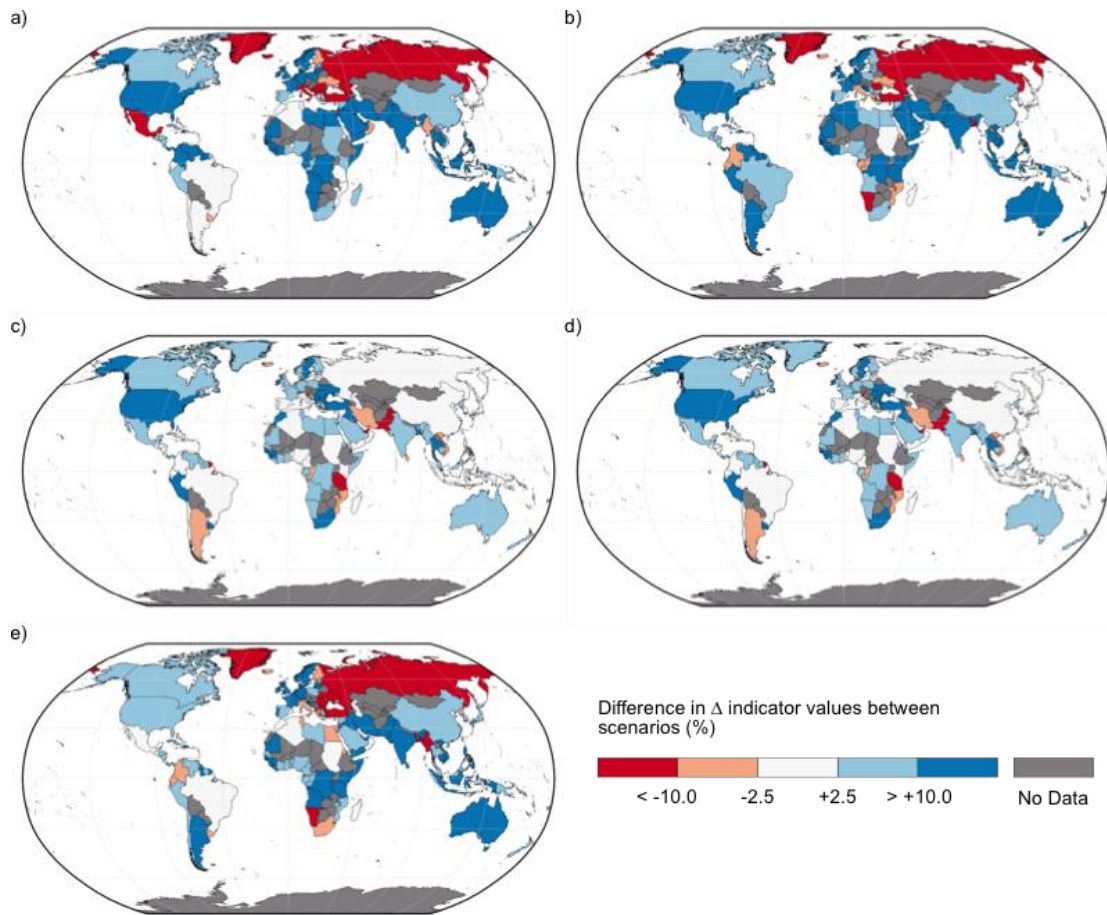 a)
b)
c)
d)
e)
Difference in Δ indicator values between
scenarios (%)
< -10.0 -2.5 +2.5 > +10.0 No Data